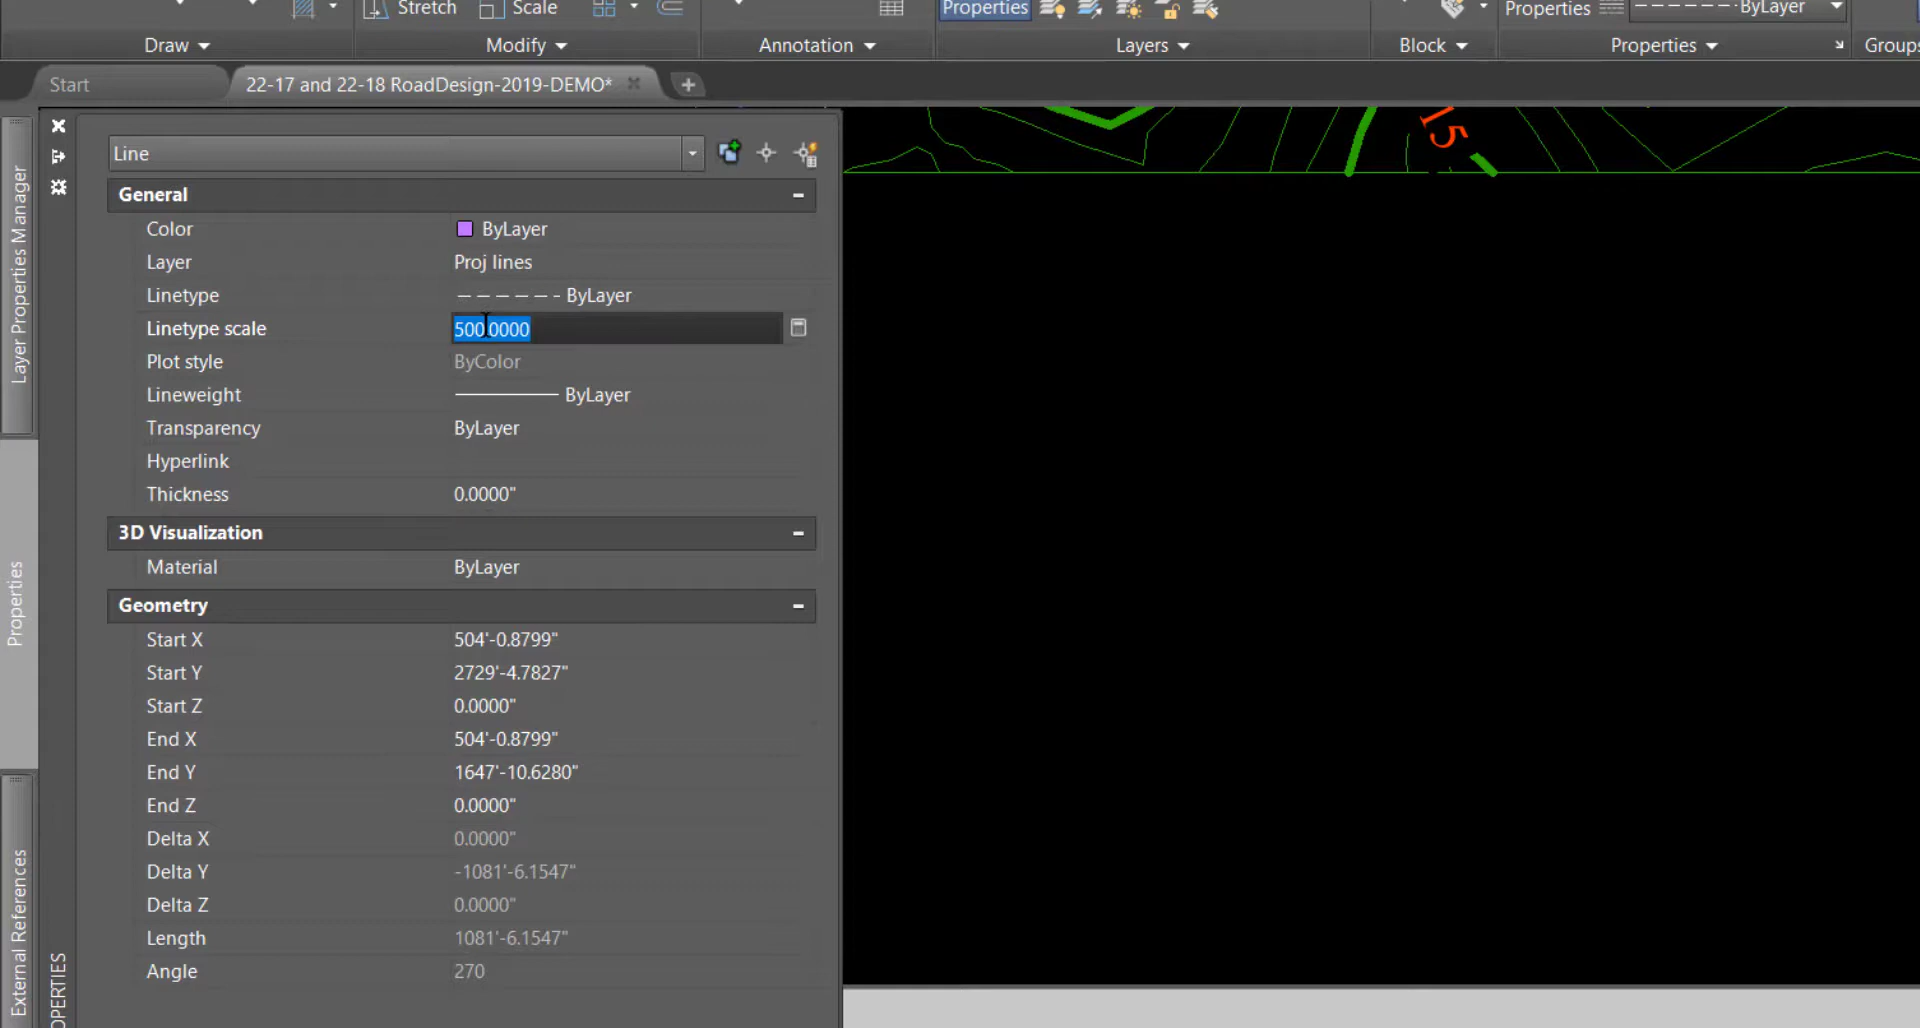 Stretch Scale Properties Properties ByLayer
Draw Modify Annotation Layers Block Properties Groups
Start 22-17 and 22-18 RoadDesign-2019-DEMO*
Line
General
Color ByLayer
Layer Proj lines
Linetype ByLayer
Linetype scale 500.0000
Plot style ByColor
Lineweight ByLayer
Transparency ByLayer
Hyperlink
Thickness 0.0000"
3D Visualization
Material ByLayer
Geometry
Start X 504'-0.8799"
Start Y 2729'-4.7827"
Start Z 0.0000"
End X 504'-0.8799"
End Y 1647'-10.6280"
End Z 0.0000"
Delta X 0.0000"
Delta Y -1081'-6.1547"
Delta Z 0.0000"
Length 1081'-6.1547"
Angle 270
Layer Properties Manager
Properties
External References
OPERTIES
15